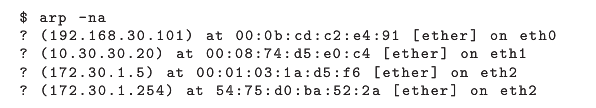 $ arp -na
? (192.168.30.101) at 00:0b:cd:c2:e4:91 [ether] on eth0
? (10.30.30.20) at 00:08:74:d5:e0:c4 [ether] on eth1
? (172.30.1.5) at 00:01:03:1a:d5:f6 [ether] on eth2
? (172.30.1.254) at 54:75:d0:ba:52:2a [ether] on eth2